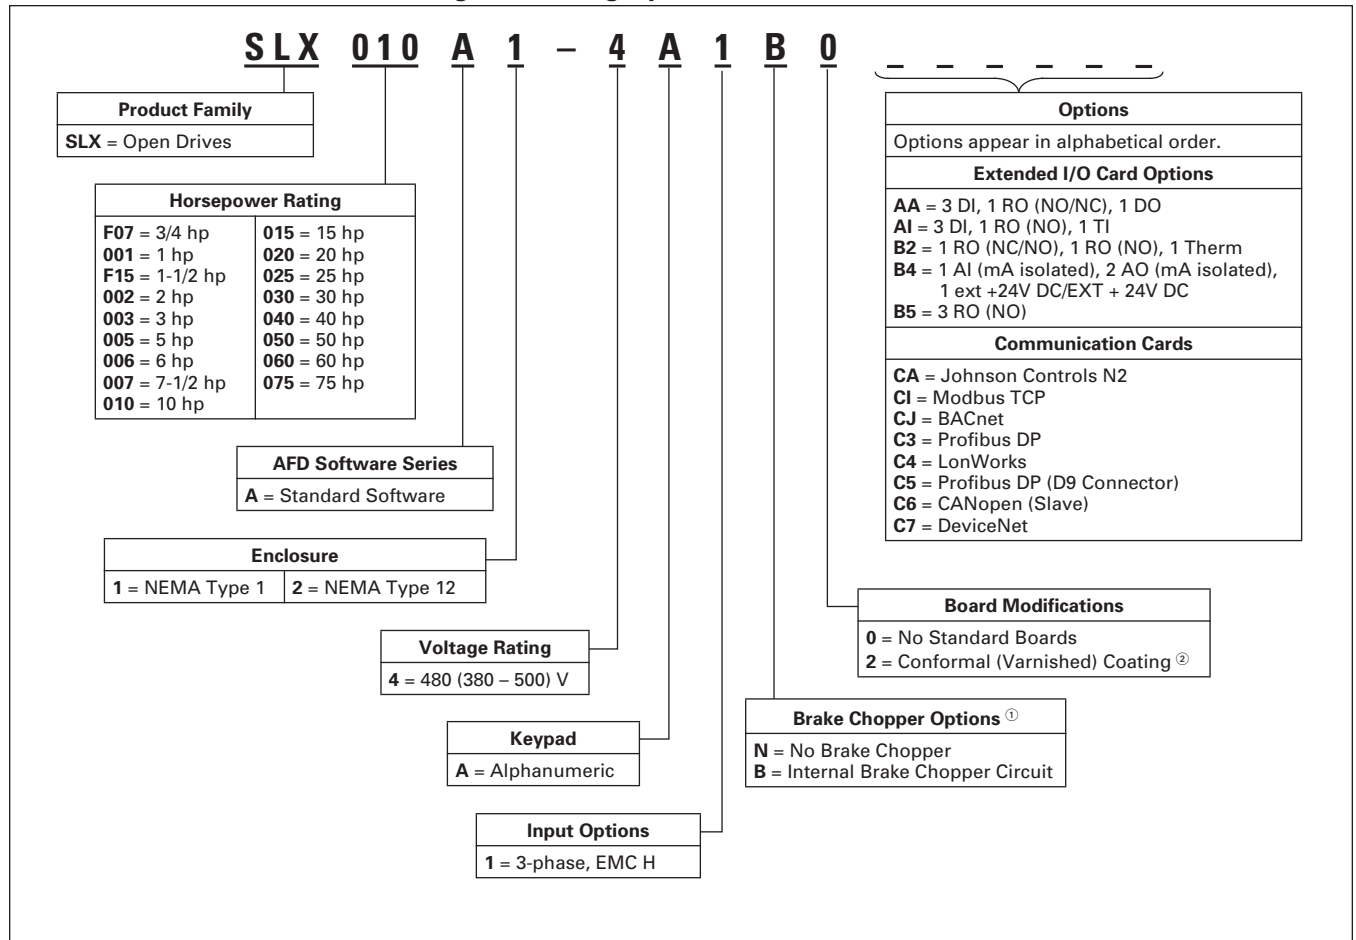 SLX 010 A 1 – 4 A 1 B 0 _ _ _ _ _ _
Product Family
SLX = Open Drives
Horsepower Rating
F07 = 3/4 hp
001 = 1 hp
F15 = 1-1/2 hp
002 = 2 hp
003 = 3 hp
005 = 5 hp
006 = 6 hp
007 = 7-1/2 hp
010 = 10 hp
015 = 15 hp
020 = 20 hp
025 = 25 hp
030 = 30 hp
040 = 40 hp
050 = 50 hp
060 = 60 hp
075 = 75 hp
AFD Software Series
A = Standard Software
Enclosure
1 = NEMA Type 1
2 = NEMA Type 12
Voltage Rating
4 = 480 (380 – 500) V
Keypad
A = Alphanumeric
Input Options
1 = 3-phase, EMC H
Options
Options appear in alphabetical order.
Extended I/O Card Options
AA = 3 DI, 1 RO (NO/NC), 1 DO
AI = 3 DI, 1 RO (NO), 1 TI
B2 = 1 RO (NC/NO), 1 RO (NO), 1 Therm
B4 = 1 AI (mA isolated), 2 AO (mA isolated),
1 ext +24V DC/EXT + 24V DC
B5 = 3 RO (NO)
Communication Cards
CA = Johnson Controls N2
CI = Modbus TCP
CJ = BACnet
C3 = Profibus DP
C4 = LonWorks
C5 = Profibus DP (D9 Connector)
C6 = CANopen (Slave)
C7 = DeviceNet
Board Modifications
0 = No Standard Boards
2 = Conformal (Varnished) Coating ②
Brake Chopper Options ①
N = No Brake Chopper
B = Internal Brake Chopper Circuit